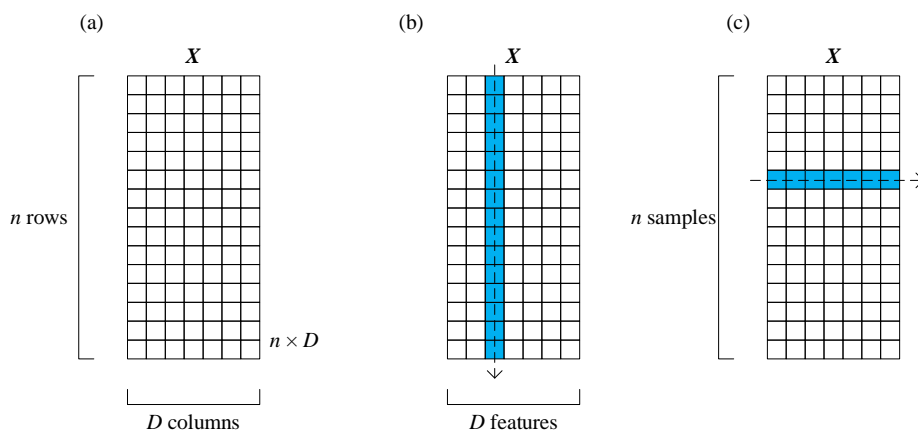 (a)
X
n rows
n × D
D columns
(b)
X
D features
(c)
X
n samples